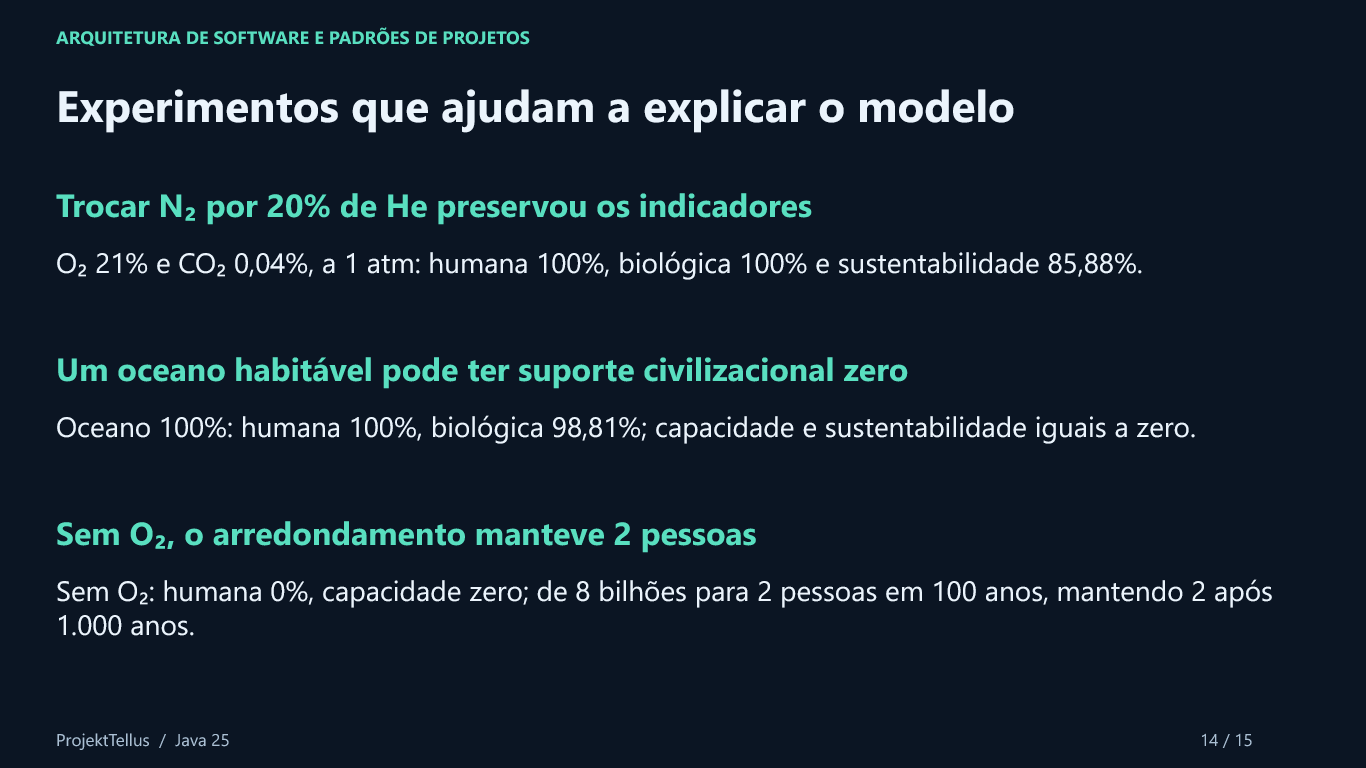 ARQUITETURA DE SOFTWARE E PADRÕES DE PROJETOS
Experimentos que ajudam a explicar o modelo
Trocar N₂ por 20% de He preservou os indicadores
O₂ 21% e CO₂ 0,04%, a 1 atm: humana 100%, biológica 100% e sustentabilidade 85,88%.
Um oceano habitável pode ter suporte civilizacional zero
Oceano 100%: humana 100%, biológica 98,81%; capacidade e sustentabilidade iguais a zero.
Sem O₂, o arredondamento manteve 2 pessoas
Sem O₂: humana 0%, capacidade zero; de 8 bilhões para 2 pessoas em 100 anos, mantendo 2 após
1.000 anos.
ProjektTellus / Java 25
14 / 15